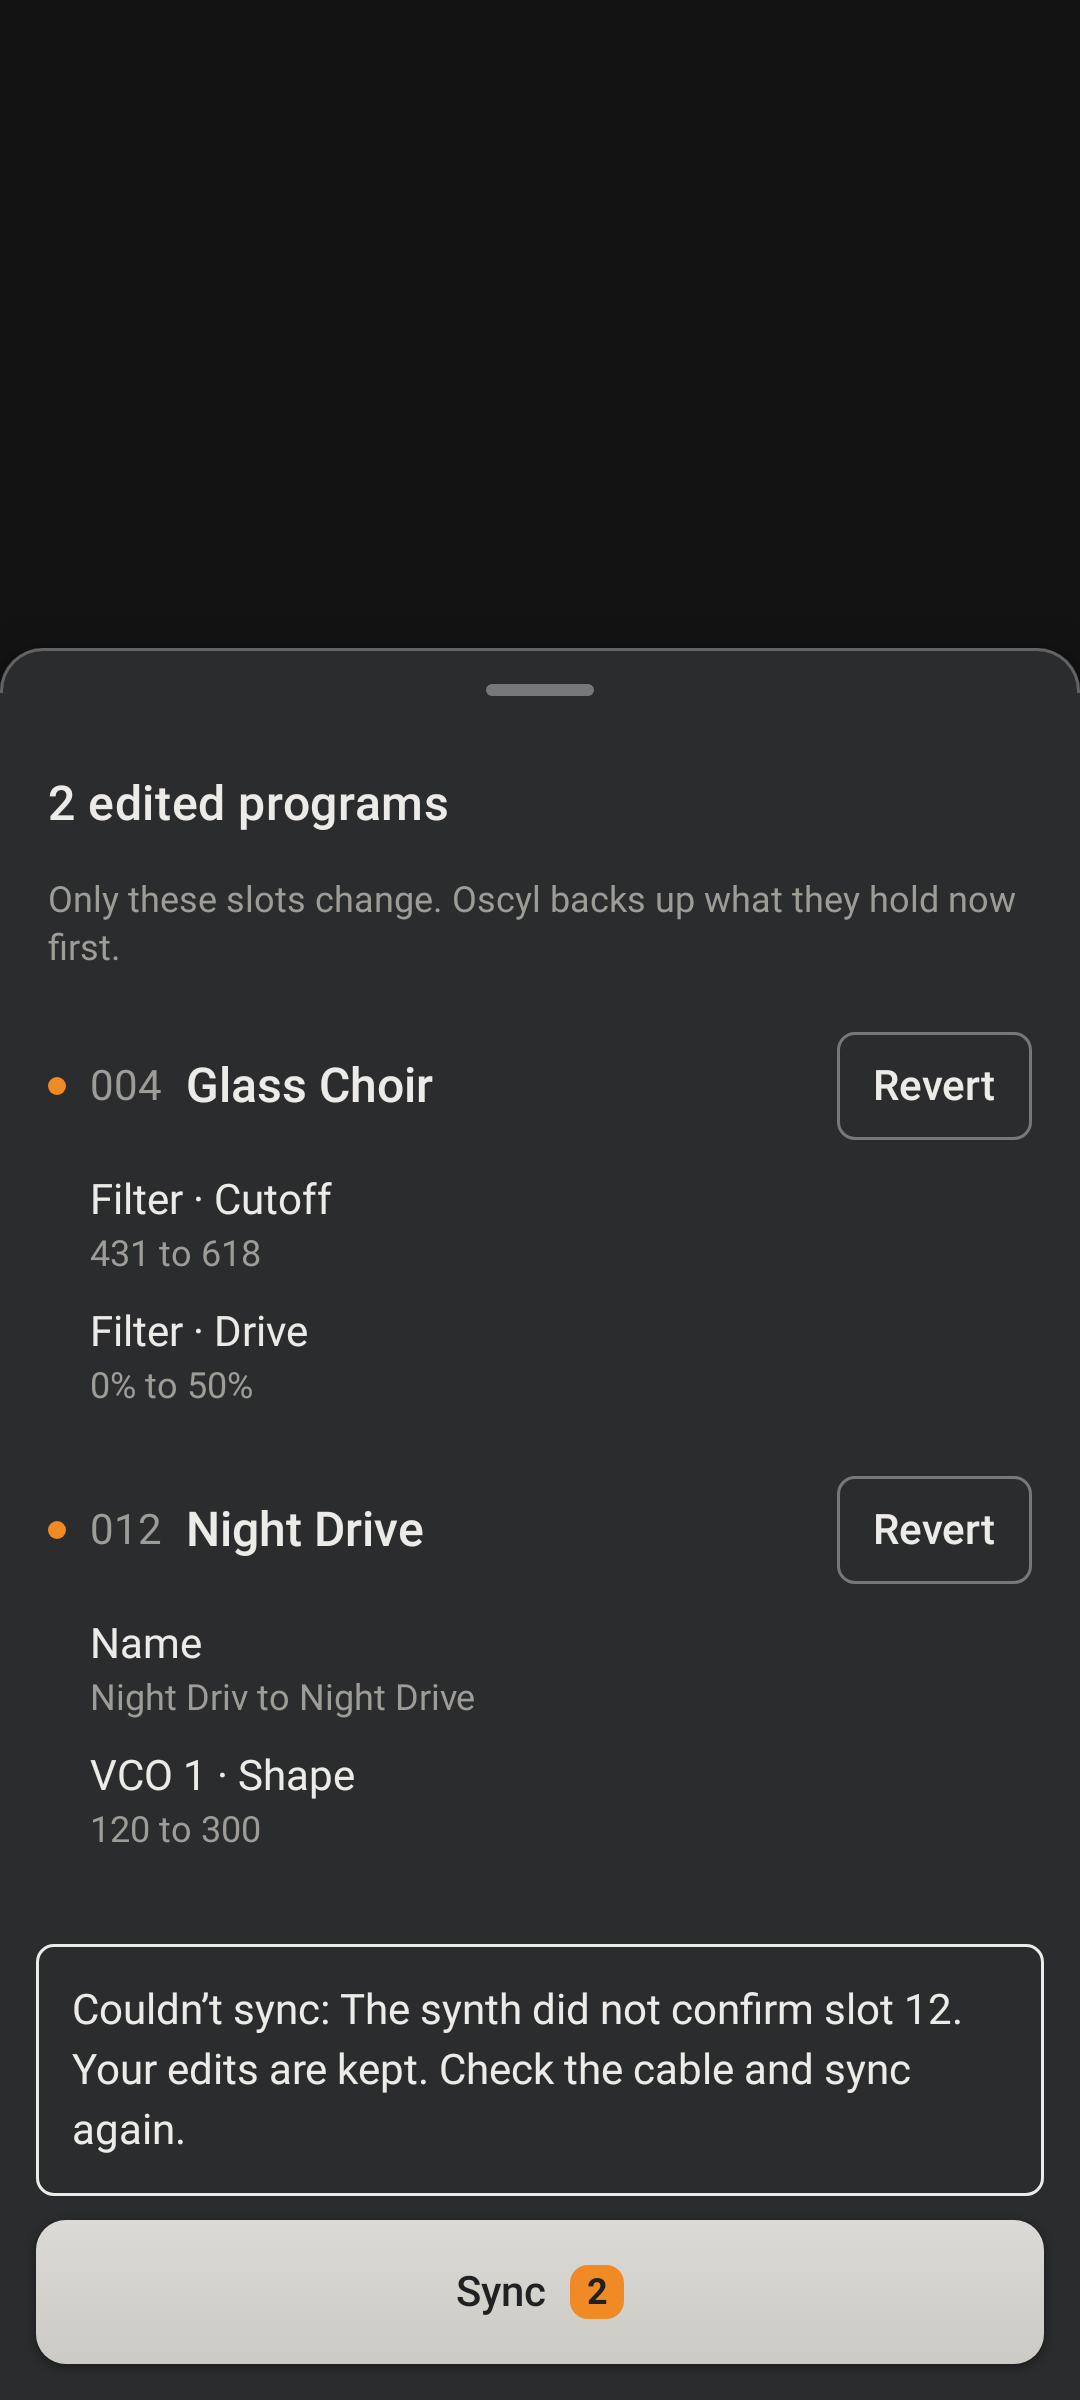 2 edited programs
Only these slots change. Oscyl backs up what they hold now
first.
004 Glass Choir
Revert
Filter · Cutoff
431 to 618
Filter · Drive
0% to 50%
012 Night Drive
Revert
Name
Night Driv to Night Drive
VCO 1 · Shape
120 to 300
Couldn’t sync: The synth did not confirm slot 12.
Your edits are kept. Check the cable and sync
again.
Sync 2